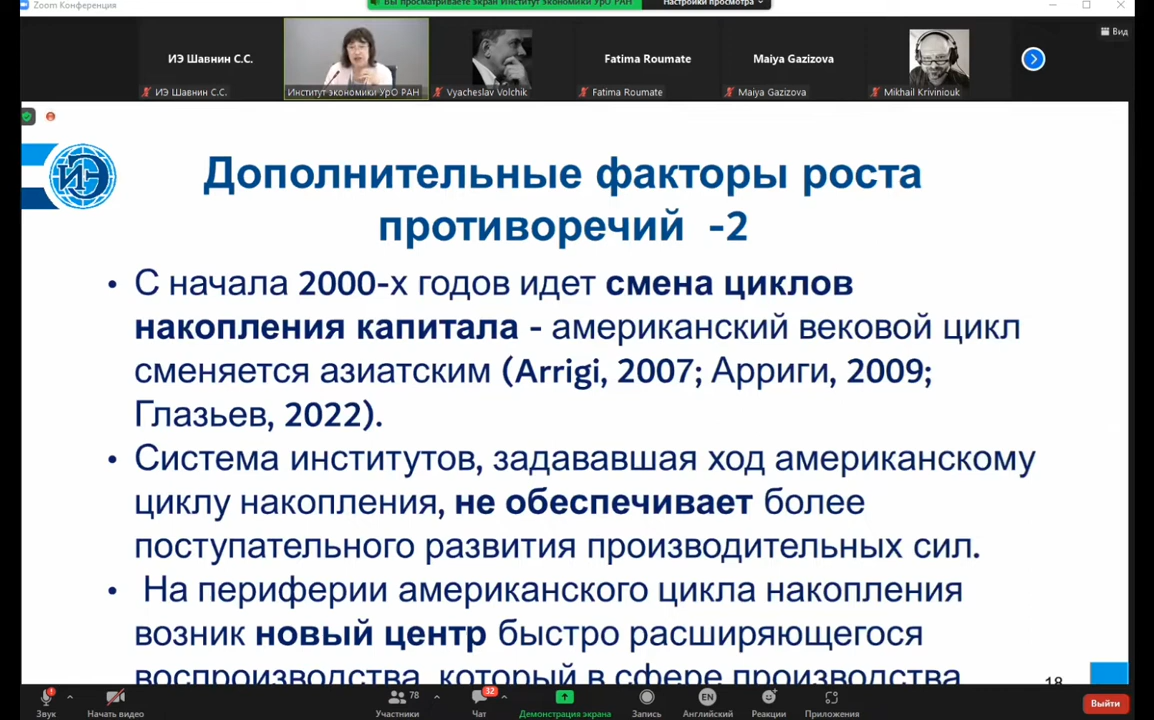 Zoom Конференция
Вы просматриваете экран Институт экономики УрО РАН
Настройки просмотра
Вид
ИЭ Шавнин С.С.
Fatima Roumate
Maiya Gazizova
ИЭ Шавнин С.С.
Институт экономики УрО РАН
Vyacheslav Volchik
Fatima Roumate
Maiya Gazizova
Mikhail Kriviniouk
ИЭ
Дополнительные факторы роста
противоречий -2
• С начала 2000-х годов идет смена циклов
накопления капитала - американский вековой цикл
сменяется азиатским (Arrigi, 2007; Арриги, 2009;
Глазьев, 2022).
• Система институтов, задававшая ход американскому
циклу накопления, не обеспечивает более
поступательного развития производительных сил.
• На периферии американского цикла накопления
возник новый центр быстро расширяющегося
воспроизводства, который в сфере производства
18
Звук
Начать видео
78
Участники
32
Чат
Демонстрация экрана
Запись
EN
Английский
Реакции
Приложения
Выйти